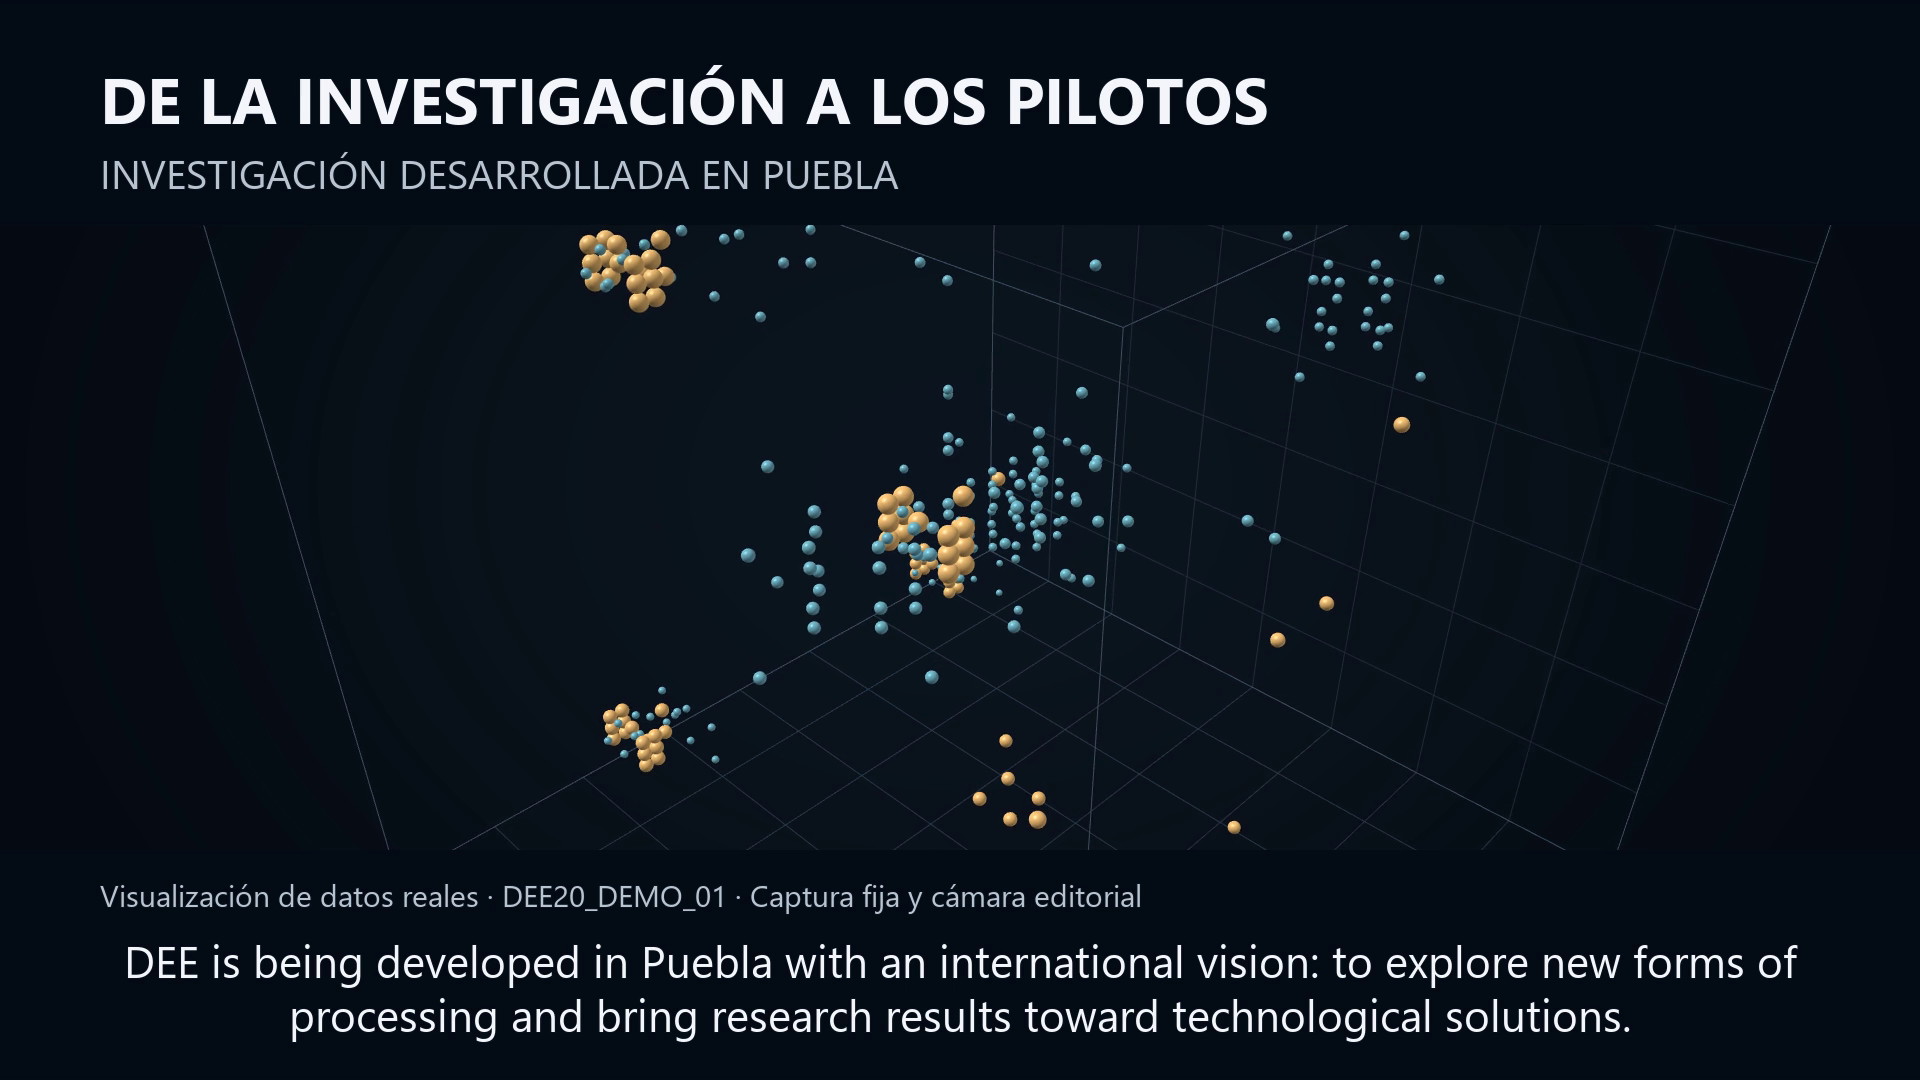 DE LA INVESTIGACIÓN A LOS PILOTOS
INVESTIGACIÓN DESARROLLADA EN PUEBLA
Visualización de datos reales · DEE20_DEMO_01 · Captura fija y cámara editorial
DEE is being developed in Puebla with an international vision: to explore new forms of
processing and bring research results toward technological solutions.